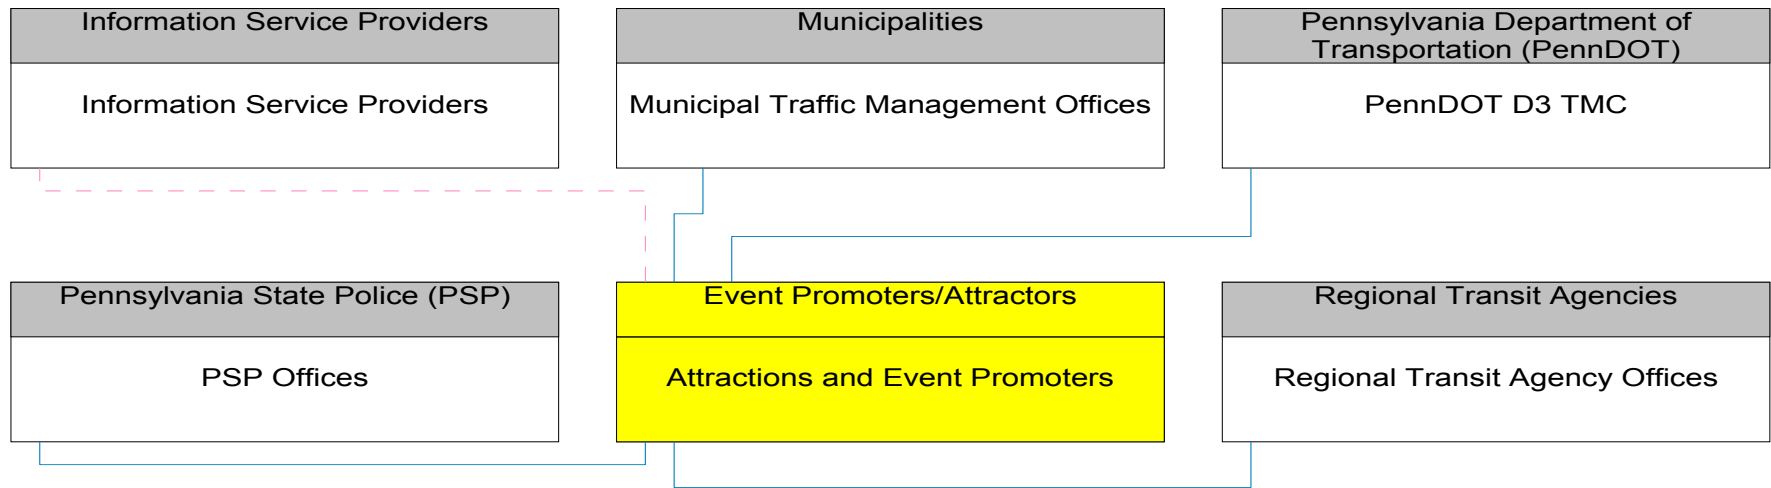 Information Service Providers
Information Service Providers
Municipalities
Municipal Traffic Management Offices
Pennsylvania Department of
Transportation (PennDOT)
PennDOT D3 TMC
Pennsylvania State Police (PSP)
PSP Offices
Event Promoters/Attractors
Attractions and Event Promoters
Regional Transit Agencies
Regional Transit Agency Offices